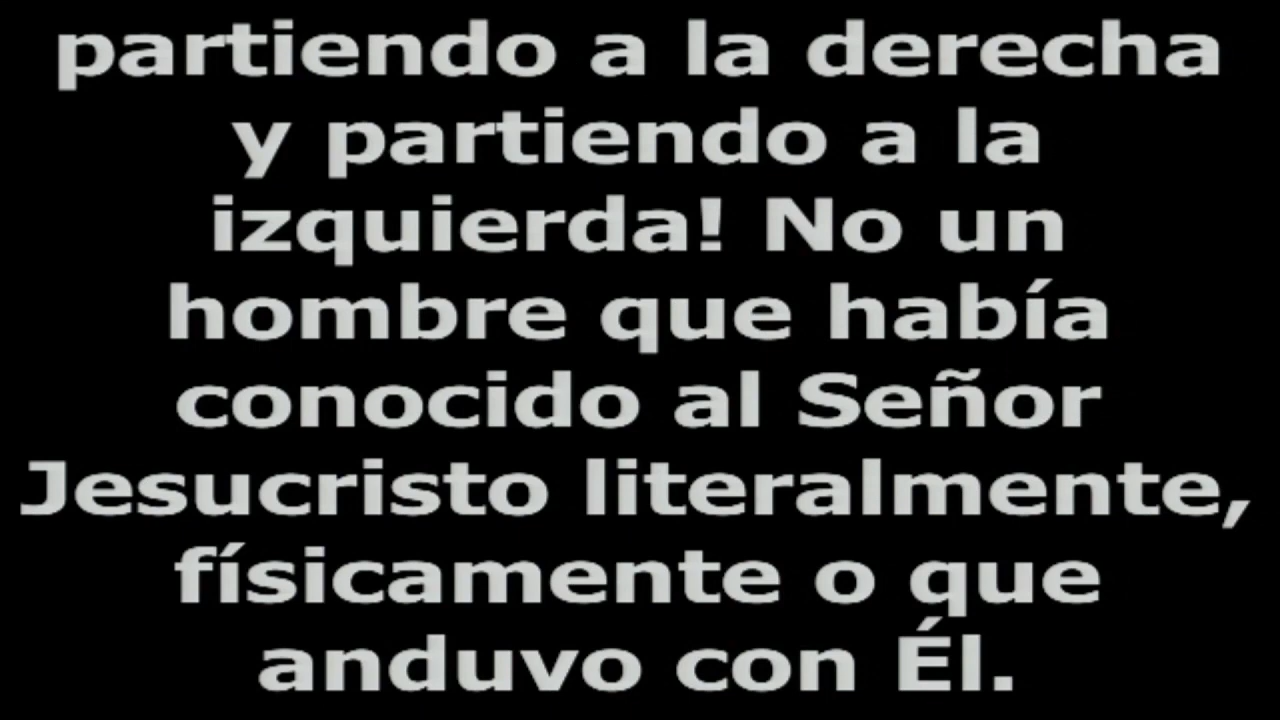 partiendo a la derecha
y partiendo a la
izquierda! No un
hombre que había
conocido al Señor
Jesucristo literalmente,
físicamente o que
anduvo con Él.